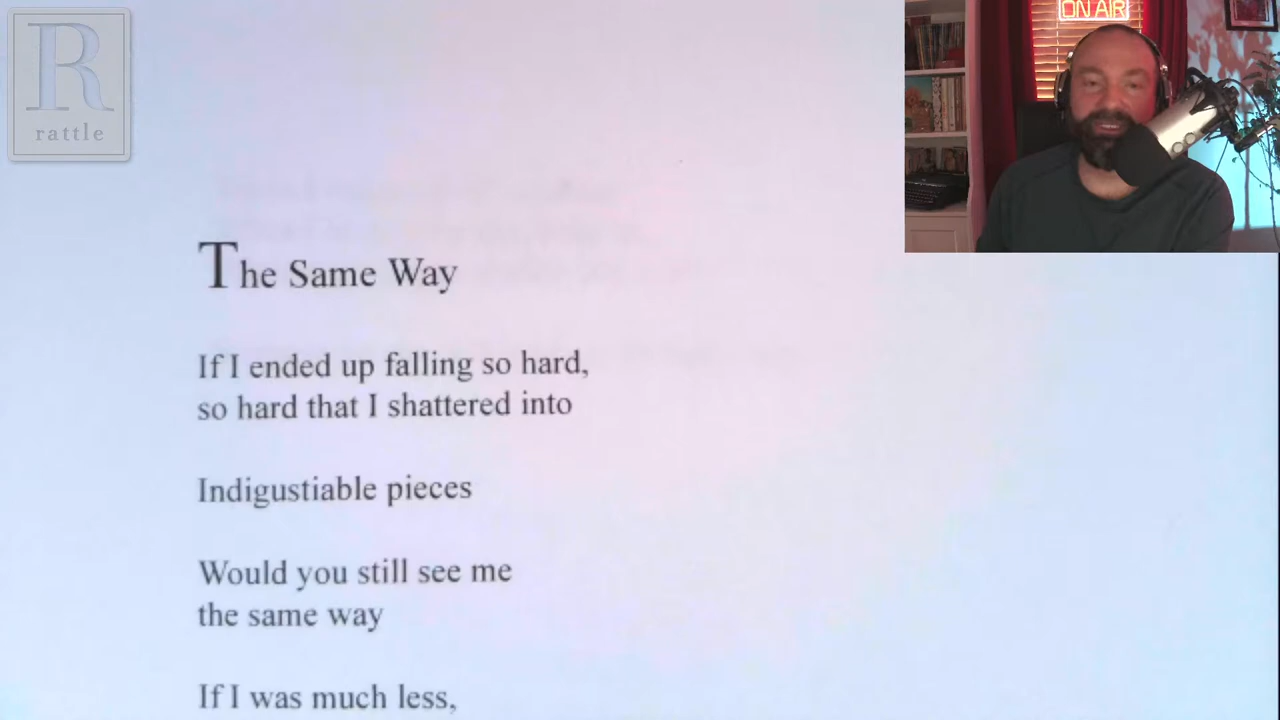 R
rattle
ON AIR
The Same Way
If I ended up falling so hard,
so hard that I shattered into
Indigustiable pieces
Would you still see me
the same way
If I was much less,